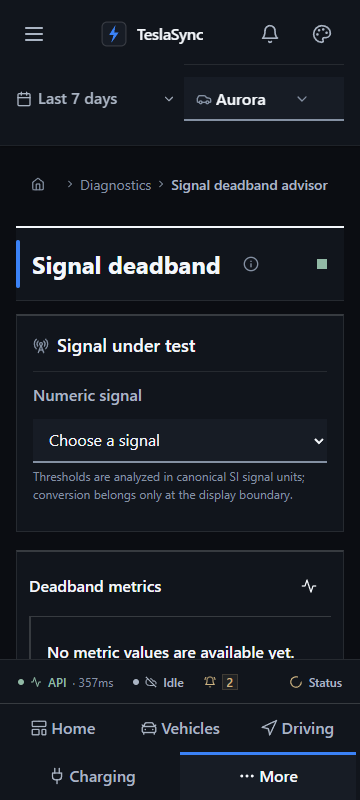 TeslaSync
Last 7 days
Aurora
Diagnostics
Signal deadband advisor
Signal deadband
Signal under test
Numeric signal
Choose a signal
Thresholds are analyzed in canonical SI signal units;
conversion belongs only at the display boundary.
Deadband metrics
No metric values are available yet.
API · 357ms
Idle
2
Status
Home
Vehicles
Driving
Charging
More